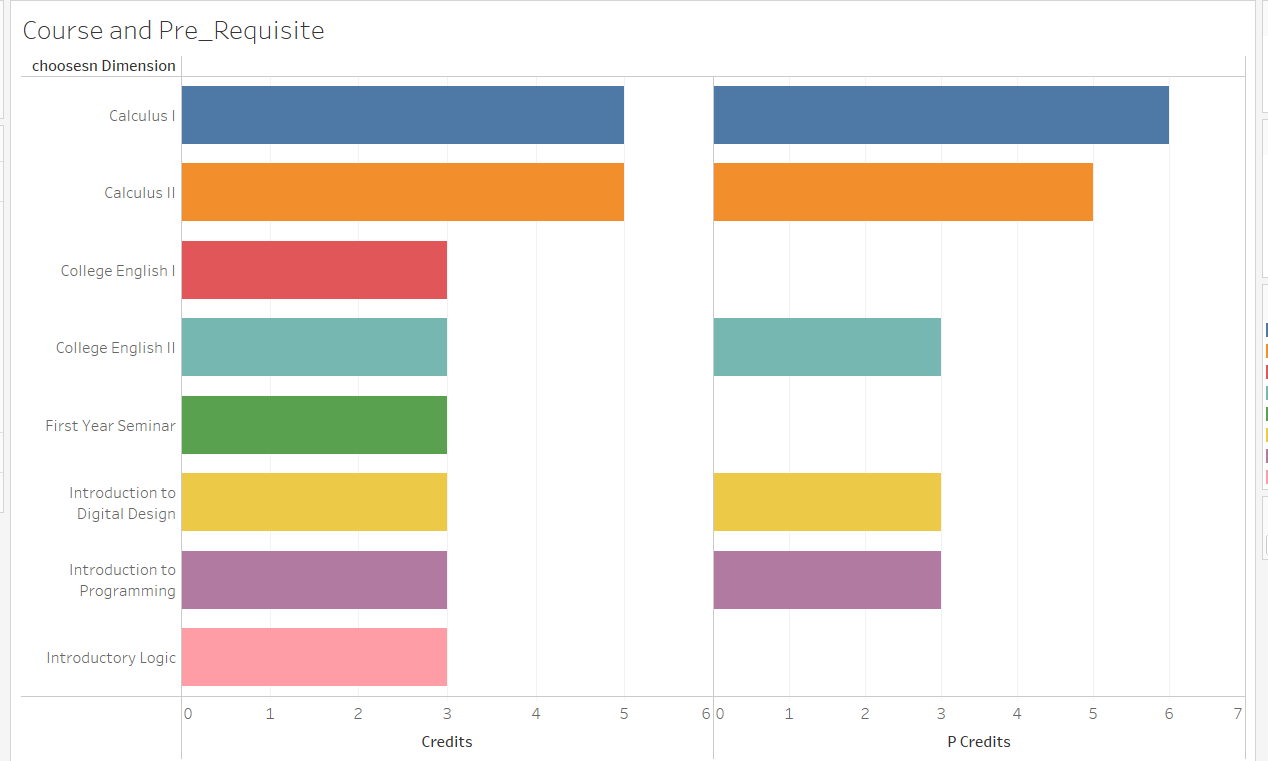 Course and Pre_Requisite
choosesn Dimension
Calculus I
Calculus II
College English I
College English II
First Year Seminar
Introduction to
Digital Design
Introduction to
Programming
Introductory Logic
0 1 2 3 4 5 6 0 1 2 3 4 5 6 7
Credits P Credits